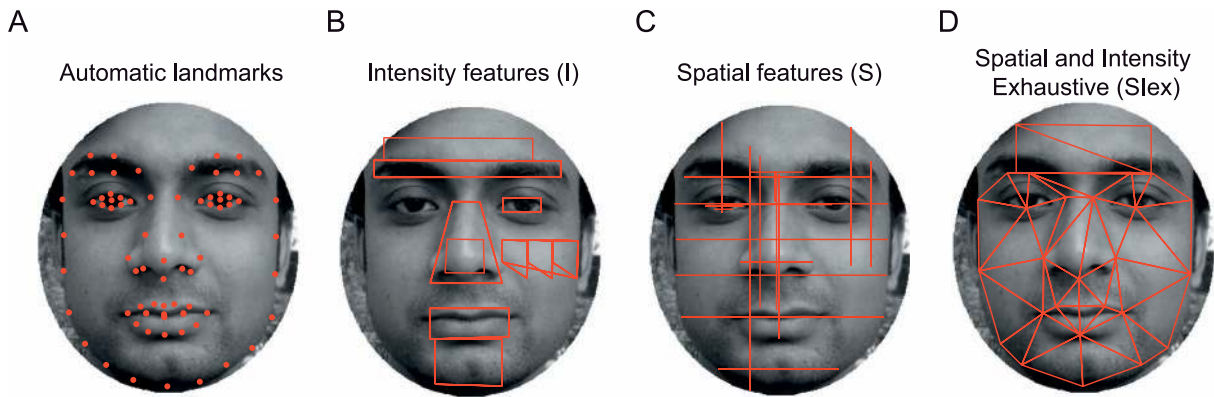 A
B
C
D
Automatic landmarks
Intensity features (I)
Spatial features (S)
Spatial and Intensity
Exhaustive (SIex)